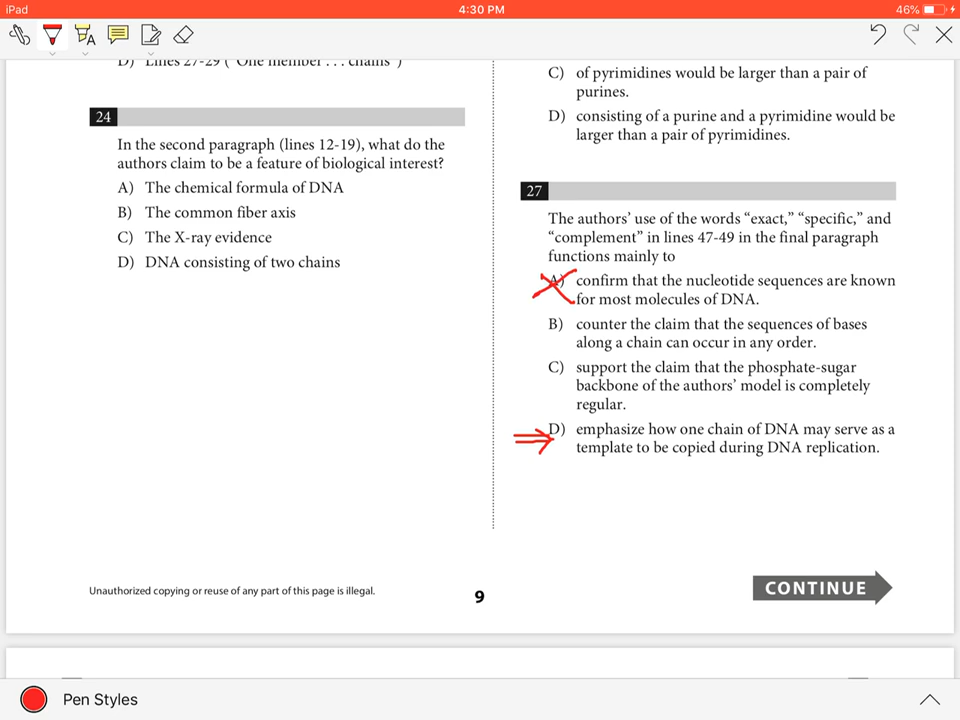 iPad
4:30 PM
46%
D) Lines 27-29 (“One member . . . chains”)
24
In the second paragraph (lines 12-19), what do the
authors claim to be a feature of biological interest?
A) The chemical formula of DNA
B) The common fiber axis
C) The X-ray evidence
D) DNA consisting of two chains
C) of pyrimidines would be larger than a pair of
purines.
D) consisting of a purine and a pyrimidine would be
larger than a pair of pyrimidines.
27
The authors’ use of the words “exact,” “specific,” and
“complement” in lines 47-49 in the final paragraph
functions mainly to
A) confirm that the nucleotide sequences are known
for most molecules of DNA.
B) counter the claim that the sequences of bases
along a chain can occur in any order.
C) support the claim that the phosphate-sugar
backbone of the authors’ model is completely
regular.
D) emphasize how one chain of DNA may serve as a
template to be copied during DNA replication.
Unauthorized copying or reuse of any part of this page is illegal.
9
CONTINUE
Pen Styles